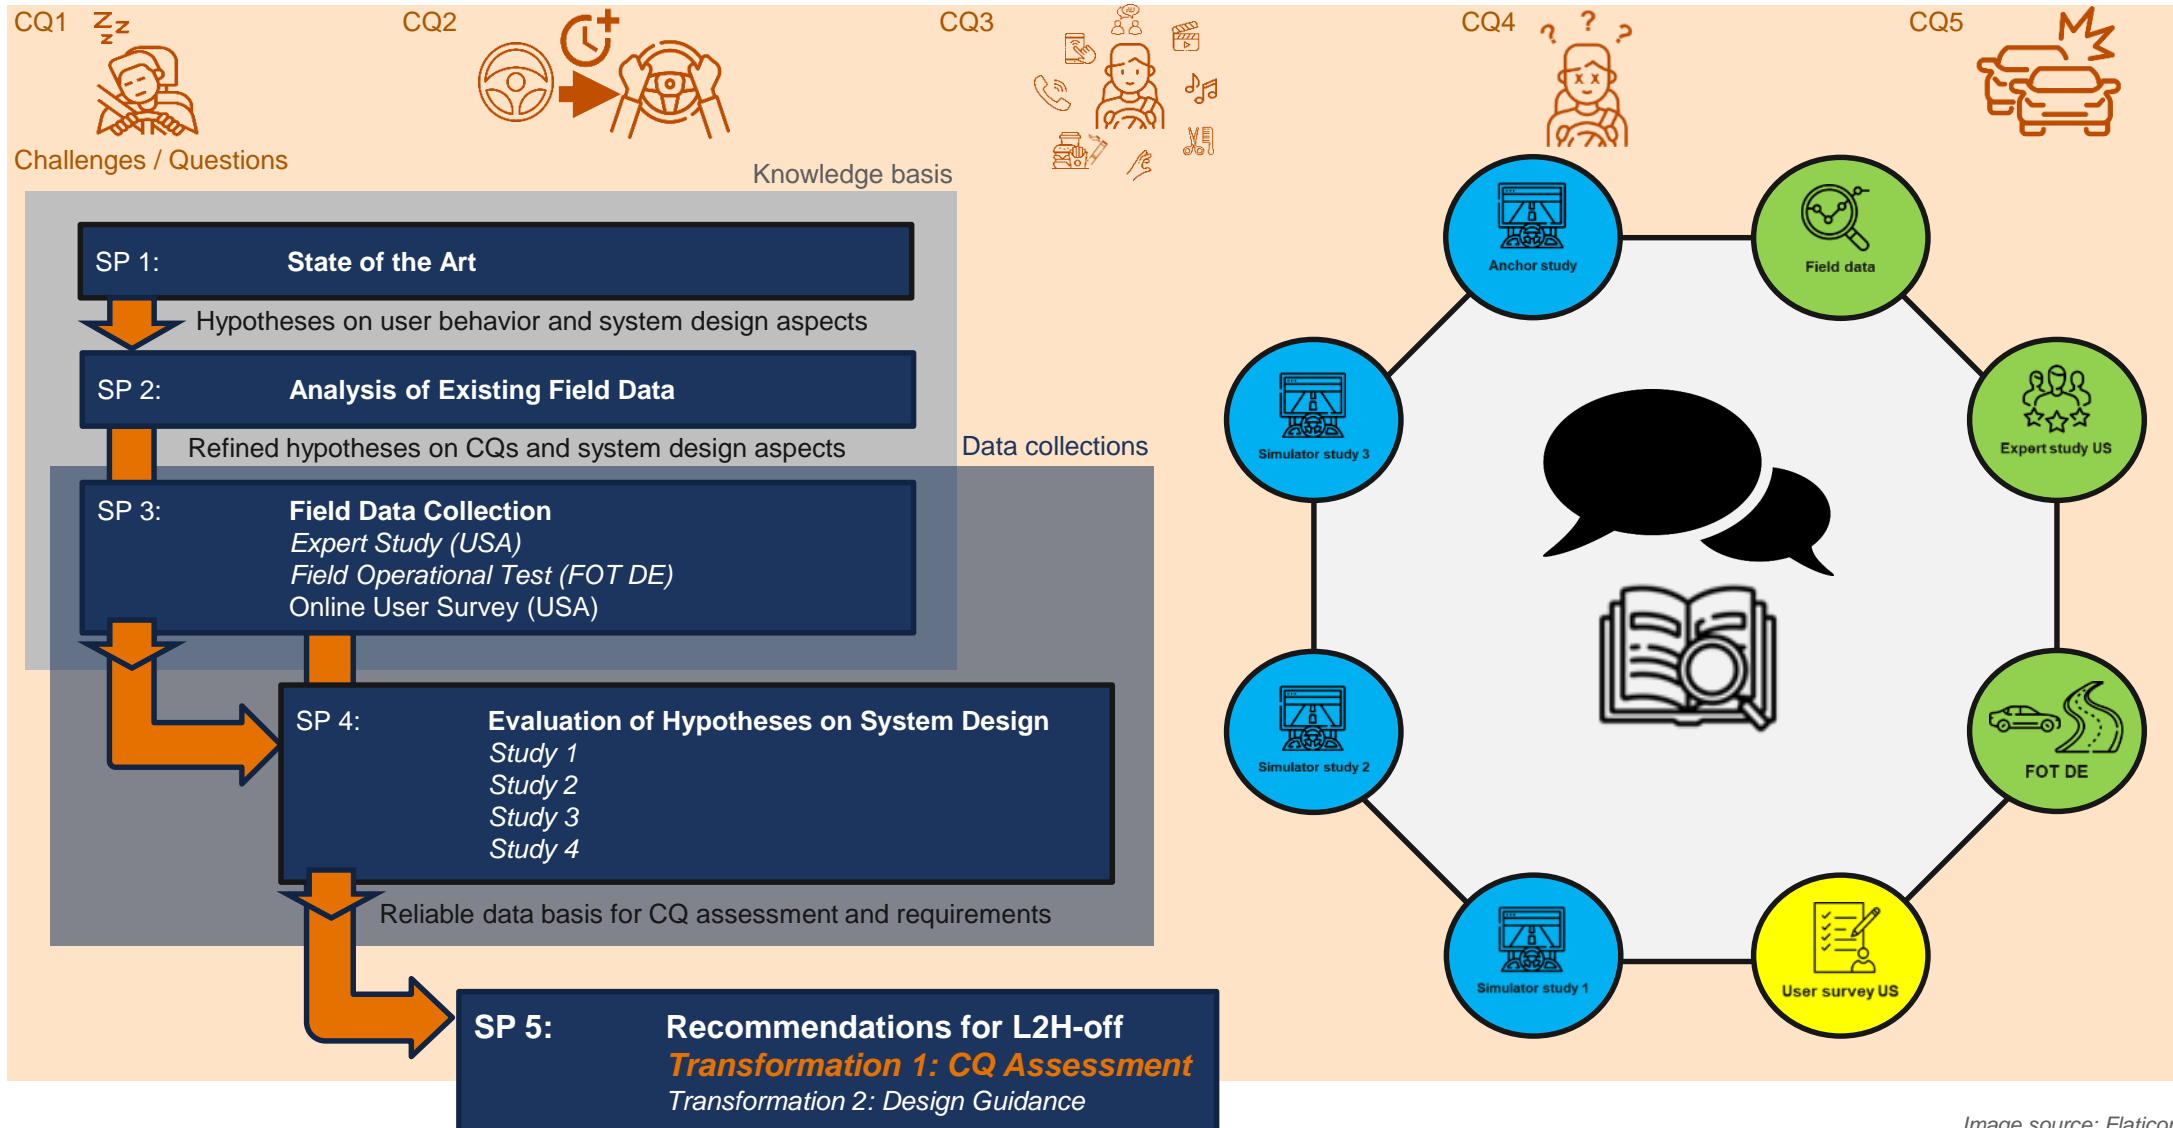 CQ1
CQ2
CQ3
CQ4
CQ5
Challenges / Questions
Knowledge basis
SP 1: State of the Art
Hypotheses on user behavior and system design aspects
SP 2: Analysis of Existing Field Data
Refined hypotheses on CQs and system design aspects
Data collections
SP 3: Field Data Collection
Expert Study (USA)
Field Operational Test (FOT DE)
Online User Survey (USA)
SP 4: Evaluation of Hypotheses on System Design
Study 1
Study 2
Study 3
Study 4
Reliable data basis for CQ assessment and requirements
SP 5: Recommendations for L2H-off
Transformation 1: CQ Assessment
Transformation 2: Design Guidance
Anchor study
Field data
Simulator study 3
Expert study US
Simulator study 2
FOT DE
Simulator study 1
User survey US
Image source: Flaticon